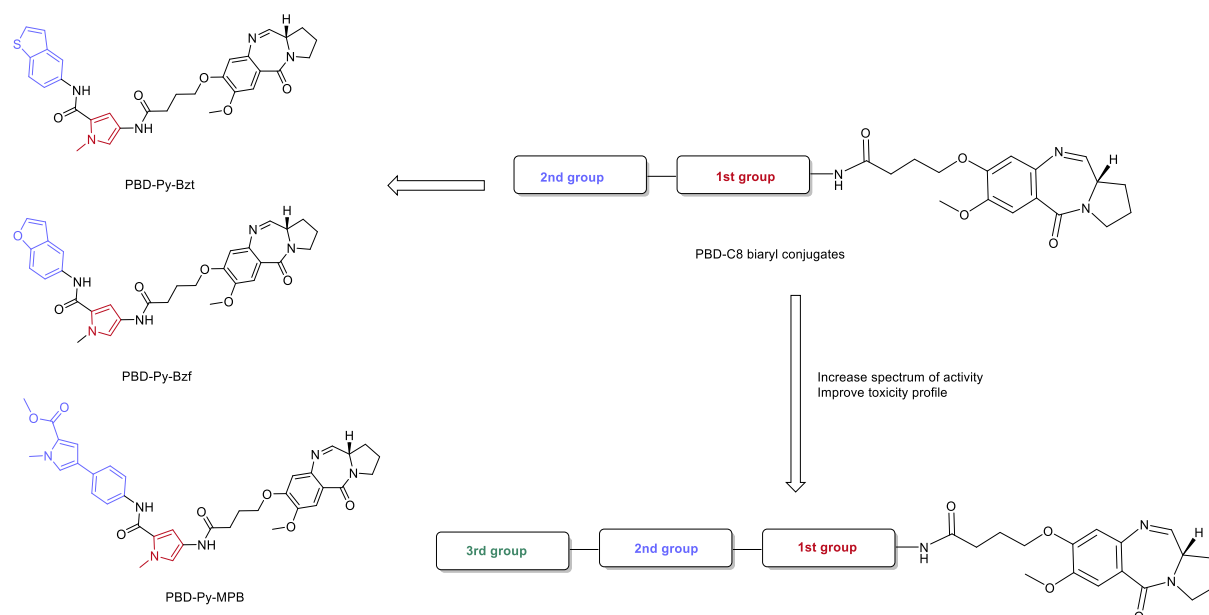 H
N
S
N
O
O
NH
O
O
O
N
NH
PBD-Py-Bzt
H
N
O
N
O
O
NH
O
O
O
N
NH
PBD-Py-Bzf
O
O
H
N
N
N
O
O
NH
O
O
O
N
NH
PBD-Py-MPB
2nd group
1st group
N
H
O
O
O
N
H
N
O
PBD-C8 biaryl conjugates
Increase spectrum of activity
Improve toxicity profile
3rd group
2nd group
1st group
NH
O
O
O
N
H
N
O